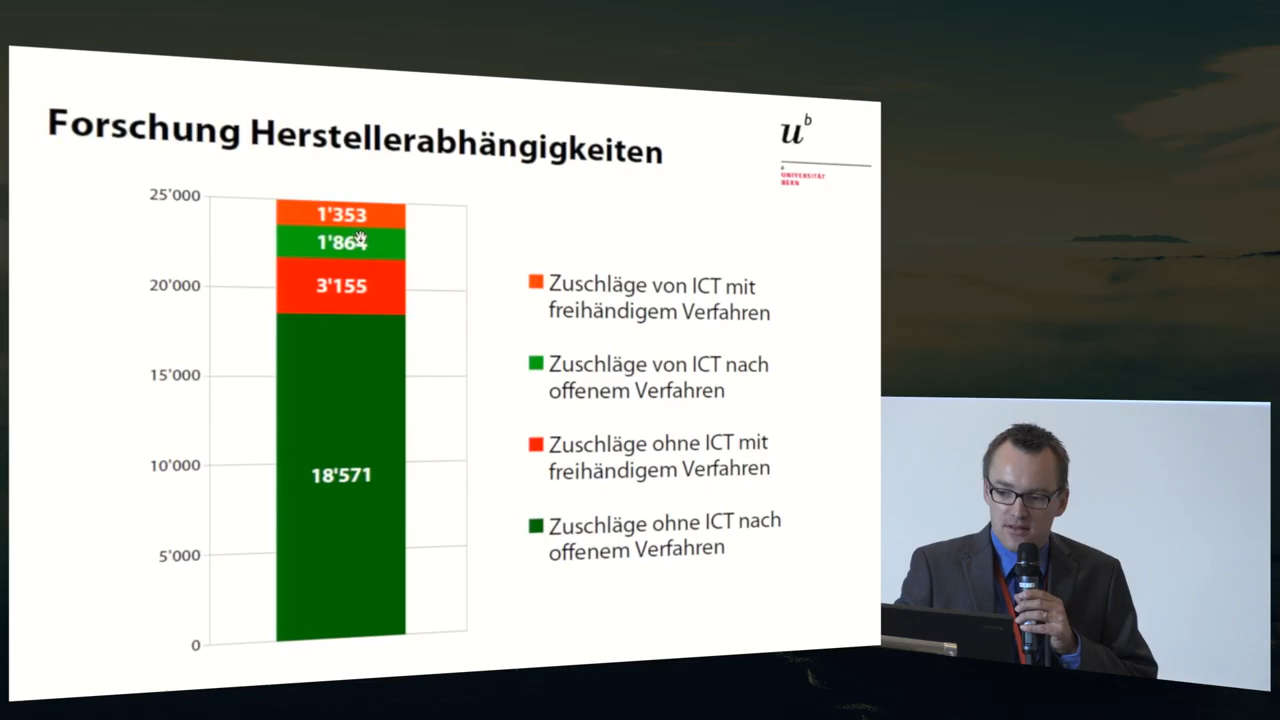 Forschung Herstellerabhängigkeiten
u^b
b
UNIVERSITÄT
BERN
25'000
20'000
15'000
10'000
5'000
0
1'353
1'864
3'155
18'571
Zuschläge von ICT mit
freihändigem Verfahren
Zuschläge von ICT nach
offenem Verfahren
Zuschläge ohne ICT mit
freihändigem Verfahren
Zuschläge ohne ICT nach
offenem Verfahren